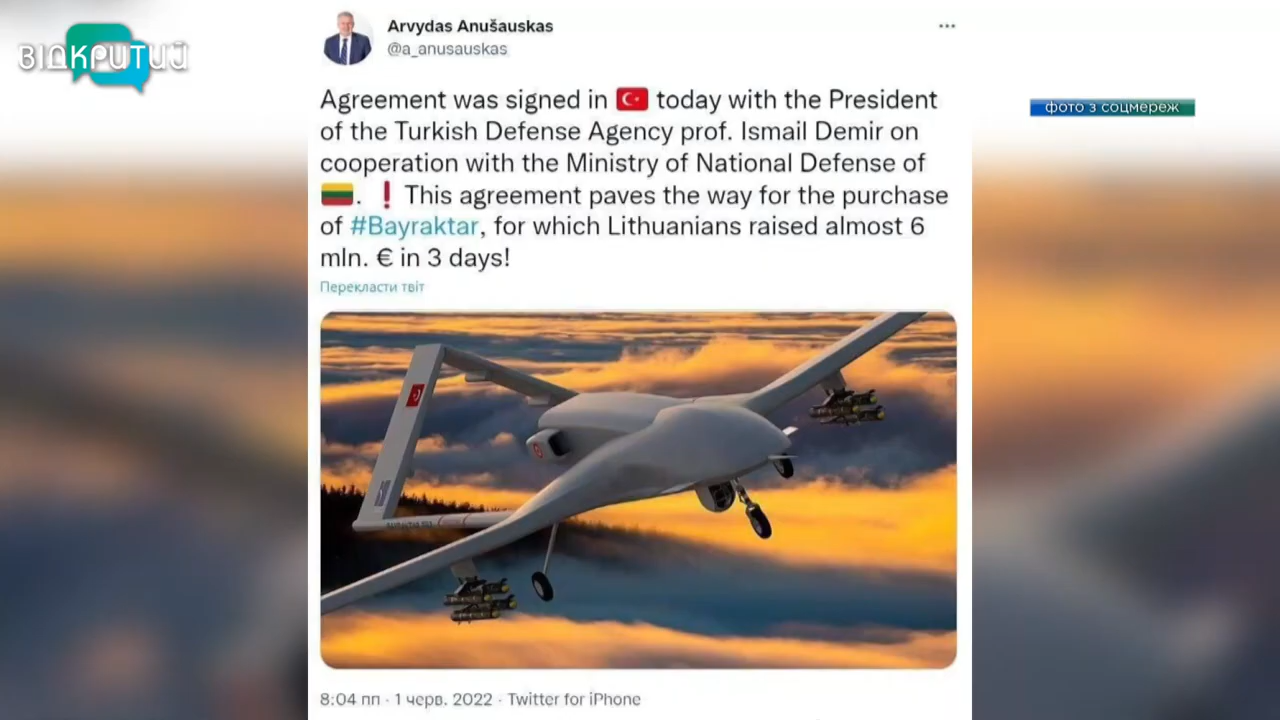 ВІДКРИТИЙ
фото з соцмереж
Arvydas Anušauskas
@a_anusauskas
Agreement was signed in 🇹🇷 today with the President
of the Turkish Defense Agency prof. Ismail Demir on
cooperation with the Ministry of National Defense of
🇱🇹. ❗ This agreement paves the way for the purchase
of #Bayraktar, for which Lithuanians raised almost 6
mln. € in 3 days!
Перекласти твіт
8:04 пп · 1 черв. 2022 · Twitter for iPhone